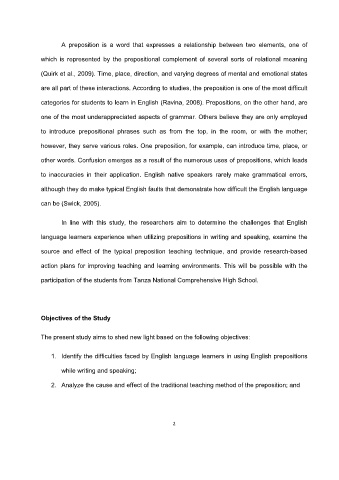 A preposition is a word that expresses a relationship between two elements, one of
which is represented by the prepositional complement of several sorts of relational meaning
(Quirk et al., 2009). Time, place, direction, and varying degrees of mental and emotional states
are all part of these interactions. According to studies, the preposition is one of the most difficult
categories for students to learn in English (Ravina, 2008). Prepositions, on the other hand, are
one of the most underappreciated aspects of grammar. Others believe they are only employed
to introduce prepositional phrases such as from the top, in the room, or with the mother;
however, they serve various roles. One preposition, for example, can introduce time, place, or
other words. Confusion emerges as a result of the numerous uses of prepositions, which leads
to inaccuracies in their application. English native speakers rarely make grammatical errors,
although they do make typical English faults that demonstrate how difficult the English language
can be (Swick, 2005).
In line with this study, the researchers aim to determine the challenges that English
language learners experience when utilizing prepositions in writing and speaking, examine the
source and effect of the typical preposition teaching technique, and provide research-based
action plans for improving teaching and learning environments. This will be possible with the
participation of the students from Tanza National Comprehensive High School.
Objectives of the Study
The present study aims to shed new light based on the following objectives:
1. Identify the difficulties faced by English language learners in using English prepositions
while writing and speaking;
2. Analyze the cause and effect of the traditional teaching method of the preposition; and
2